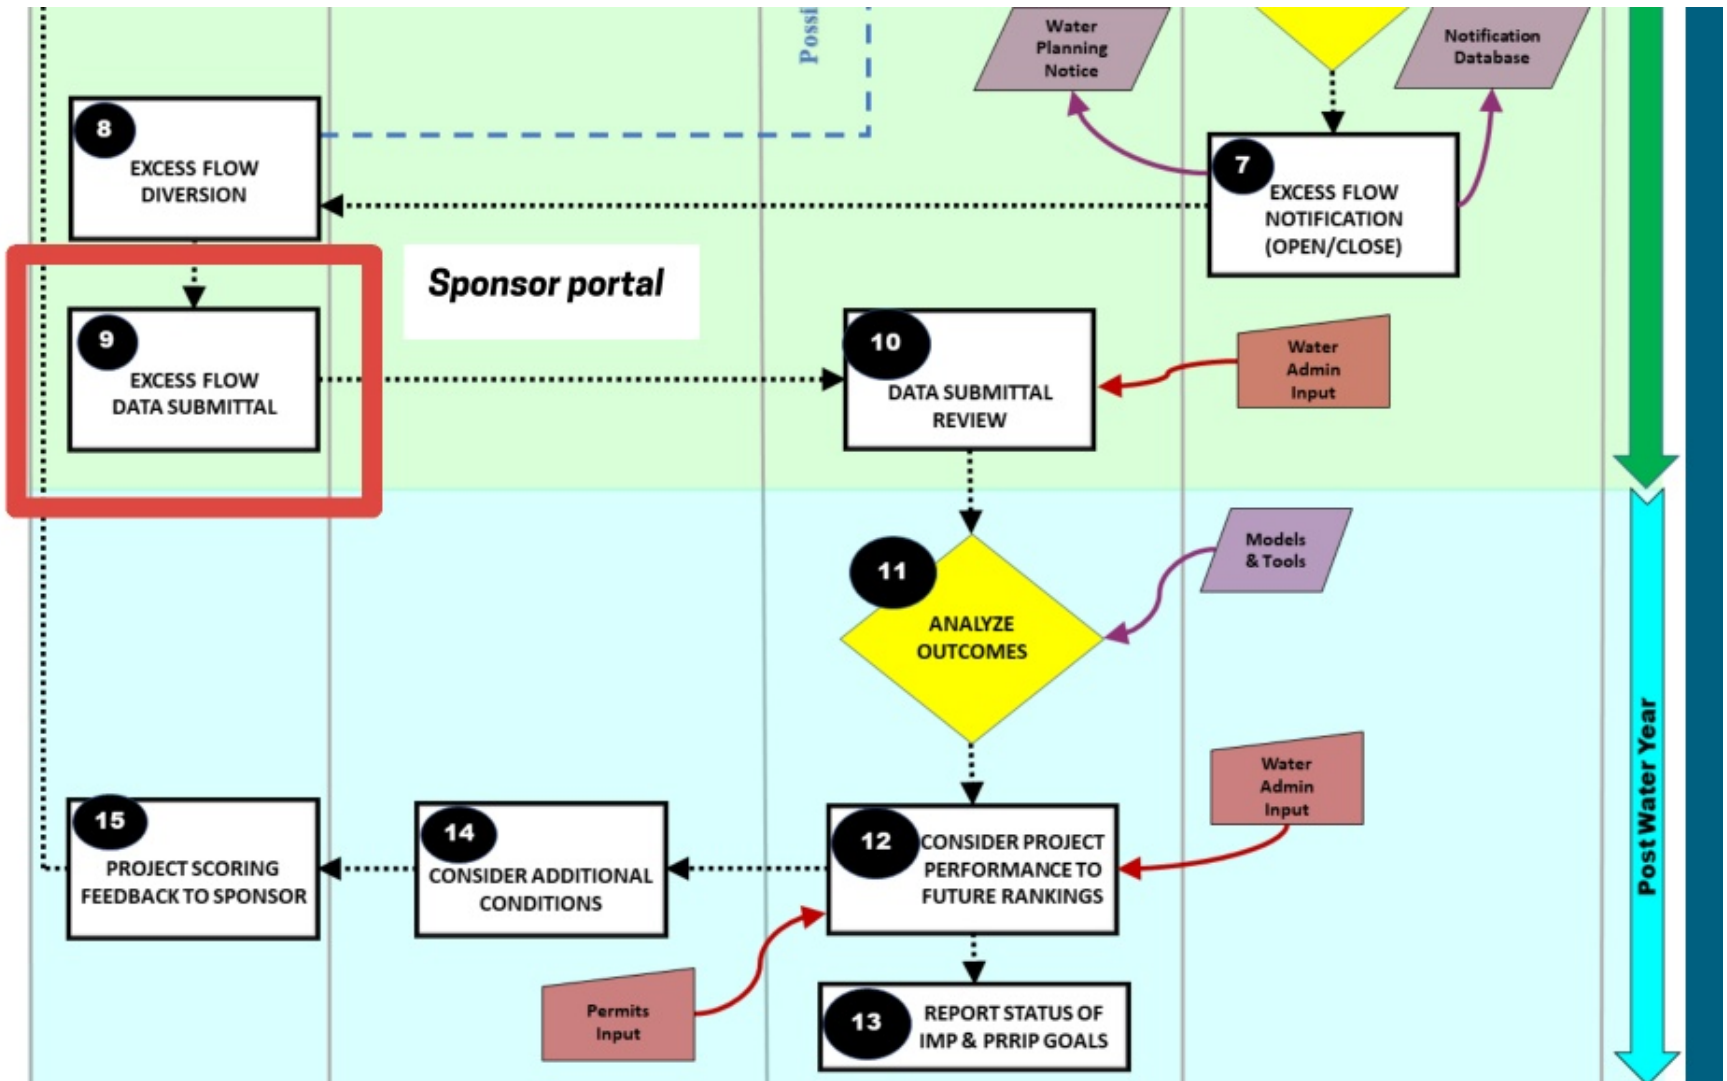 Possi
Water
Planning
Notice
Notification
Database
8
EXCESS FLOW
DIVERSION
7
EXCESS FLOW
NOTIFICATION
(OPEN/CLOSE)
Sponsor portal
9
EXCESS FLOW
DATA SUBMITTAL
10
DATA SUBMITTAL
REVIEW
Water
Admin
Input
11
ANALYZE
OUTCOMES
Models
& Tools
Post Water Year
Water
Admin
Input
15
PROJECT SCORING
FEEDBACK TO SPONSOR
14
CONSIDER ADDITIONAL
CONDITIONS
12
CONSIDER PROJECT
PERFORMANCE TO
FUTURE RANKINGS
Permits
Input
13
REPORT STATUS OF
IMP & PRRIP GOALS